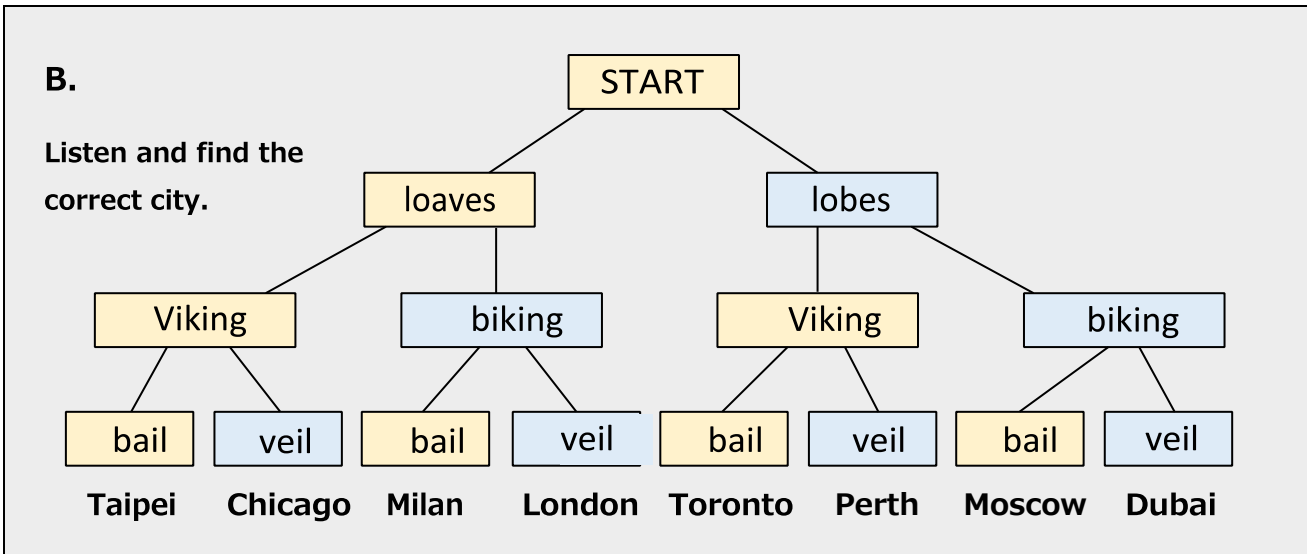 B.
START
Listen and find the
correct city.
loaves lobes
Viking biking Viking biking
bail veil bail veil bail veil bail veil
Taipei Chicago Milan London Toronto Perth Moscow Dubai